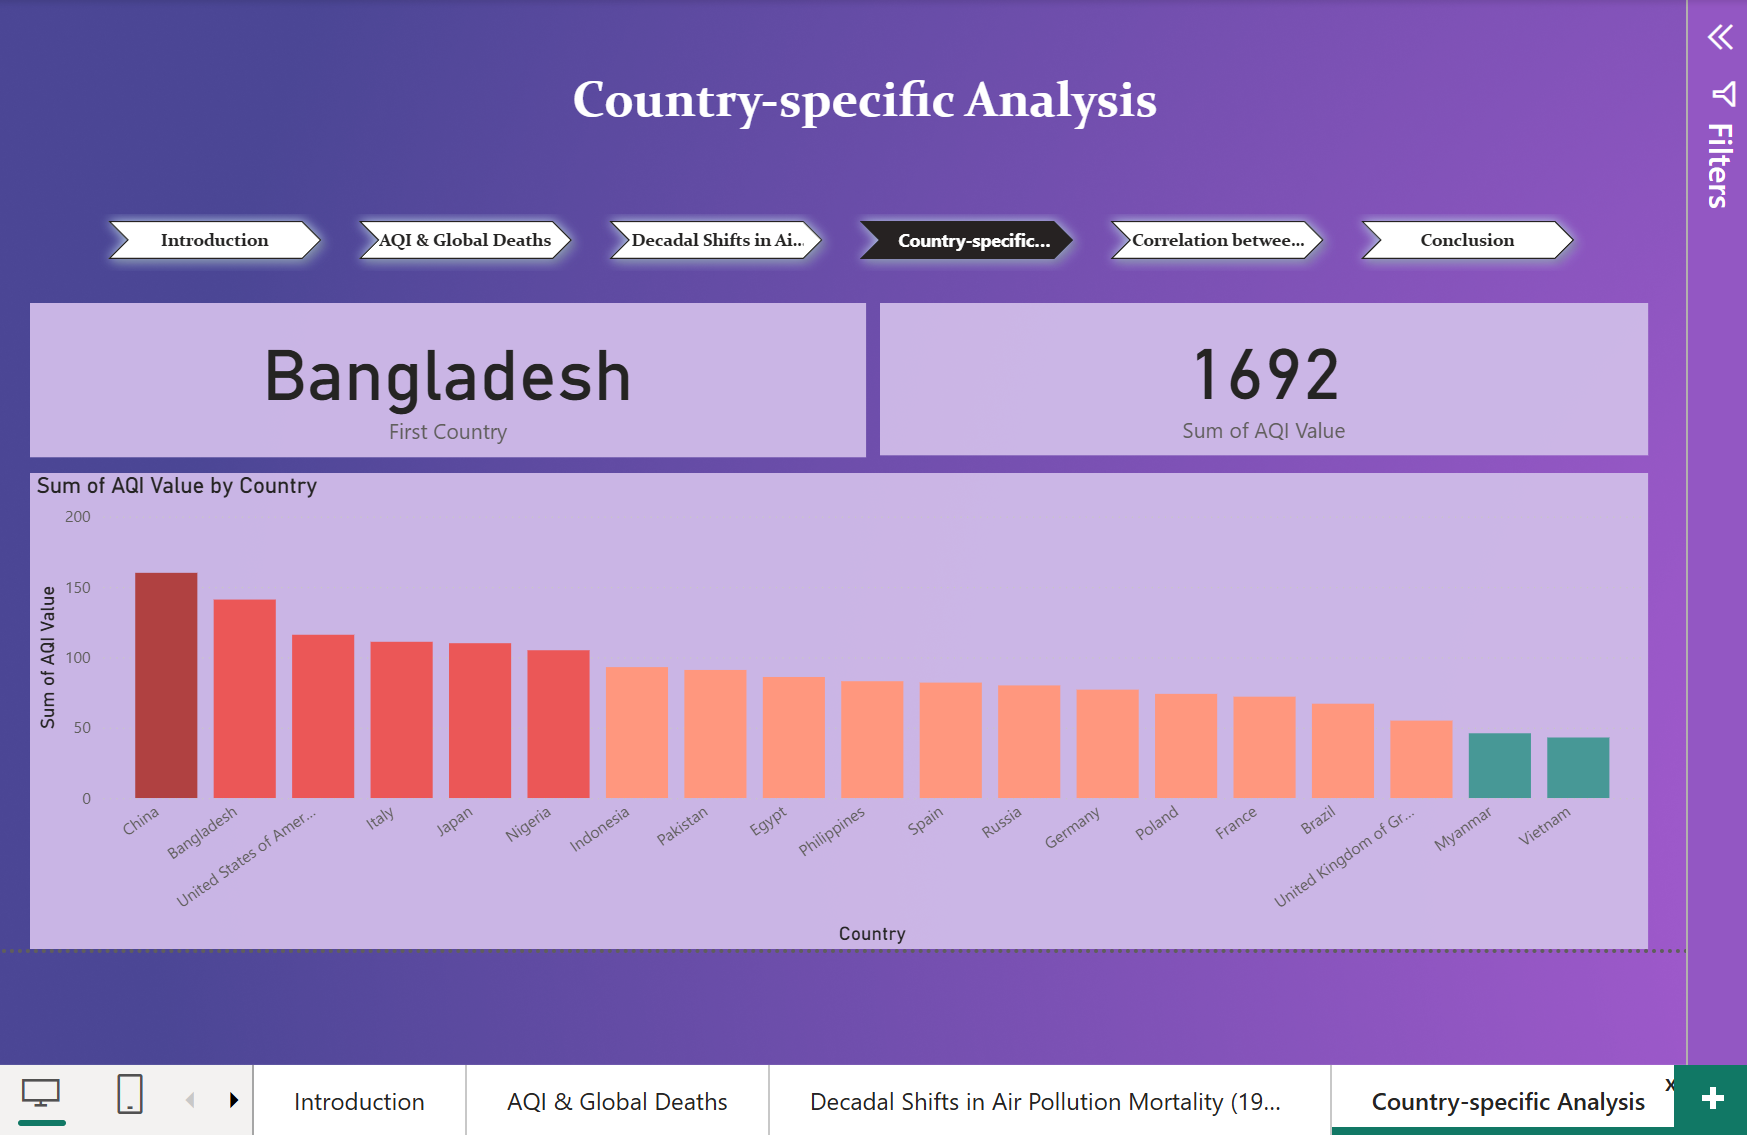 Country-specific Analysis
Filters
Introduction
AQI & Global Deaths
Decadal Shifts in Ai...
Country-specific...
Correlation betwee...
Conclusion
Bangladesh
First Country
1692
Sum of AQI Value
Sum of AQI Value by Country
Sum of AQI Value
200
150
100
50
0
China
Bangladesh
United States of Amer...
Italy
Japan
Nigeria
Indonesia
Pakistan
Egypt
Philippines
Spain
Russia
Germany
Poland
France
Brazil
United Kingdom of Gr...
Myanmar
Vietnam
Country
Introduction
AQI & Global Deaths
Decadal Shifts in Air Pollution Mortality (19...
Country-specific Analysis
x
+